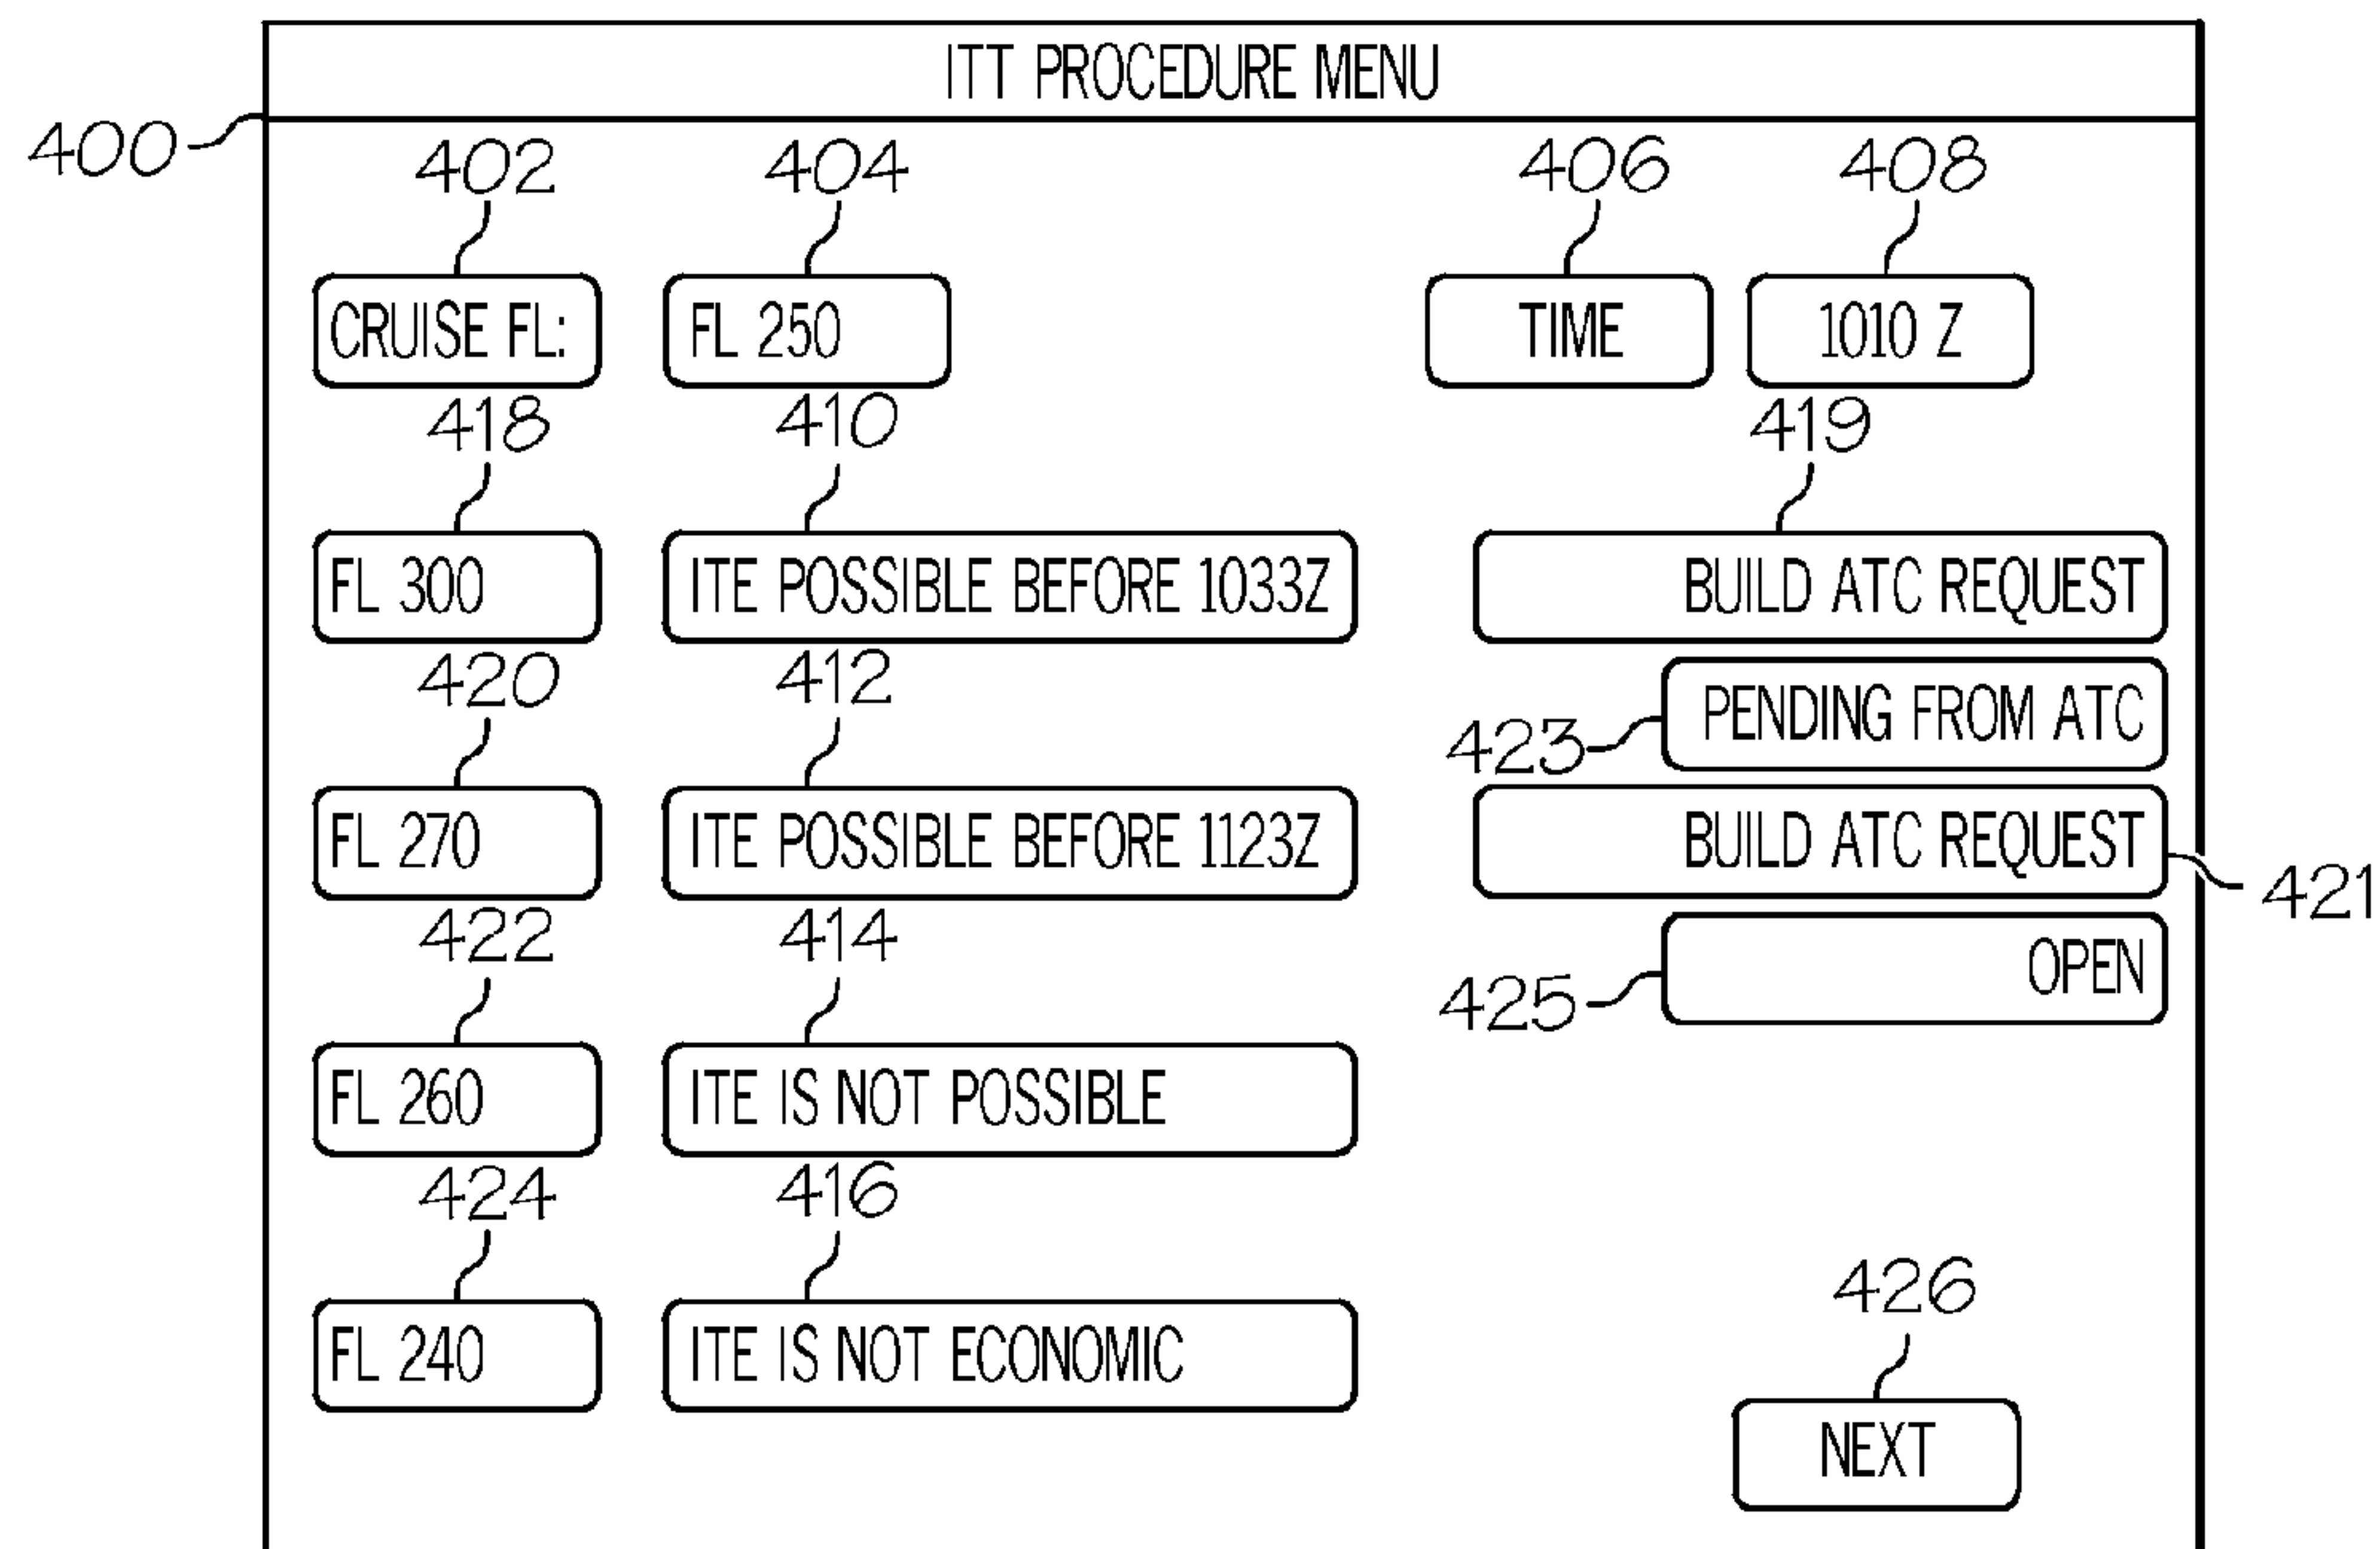 ITT PROCEDURE MENU
400
402 404 406 408
CRUISE FL: FL 250 TIME 1010 Z
418 410 419
FL 300 ITE POSSIBLE BEFORE 1033Z BUILD ATC REQUEST
420 412
PENDING FROM ATC
423
FL 270 ITE POSSIBLE BEFORE 1123Z BUILD ATC REQUEST
421
422 414
OPEN
425
FL 260 ITE IS NOT POSSIBLE
424 416
426
FL 240 ITE IS NOT ECONOMIC
NEXT